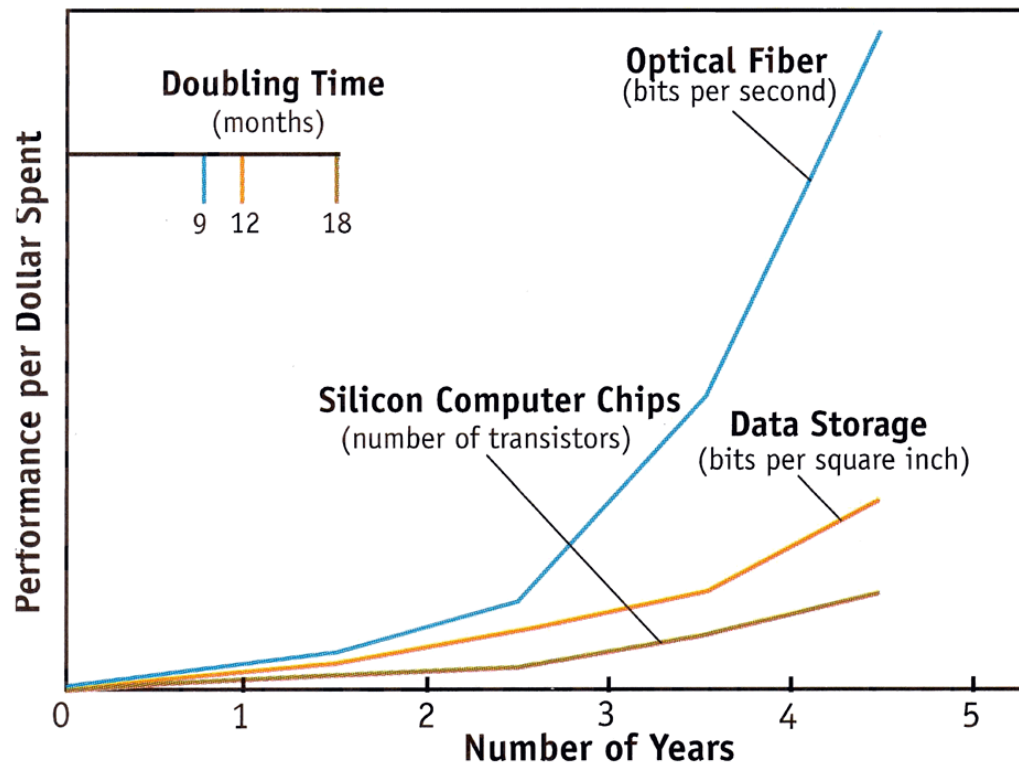 Performance per Dollar Spent
Doubling Time
(months)
9 12 18
Optical Fiber
(bits per second)
Silicon Computer Chips
(number of transistors)
Data Storage
(bits per square inch)
0 1 2 3 4 5
Number of Years